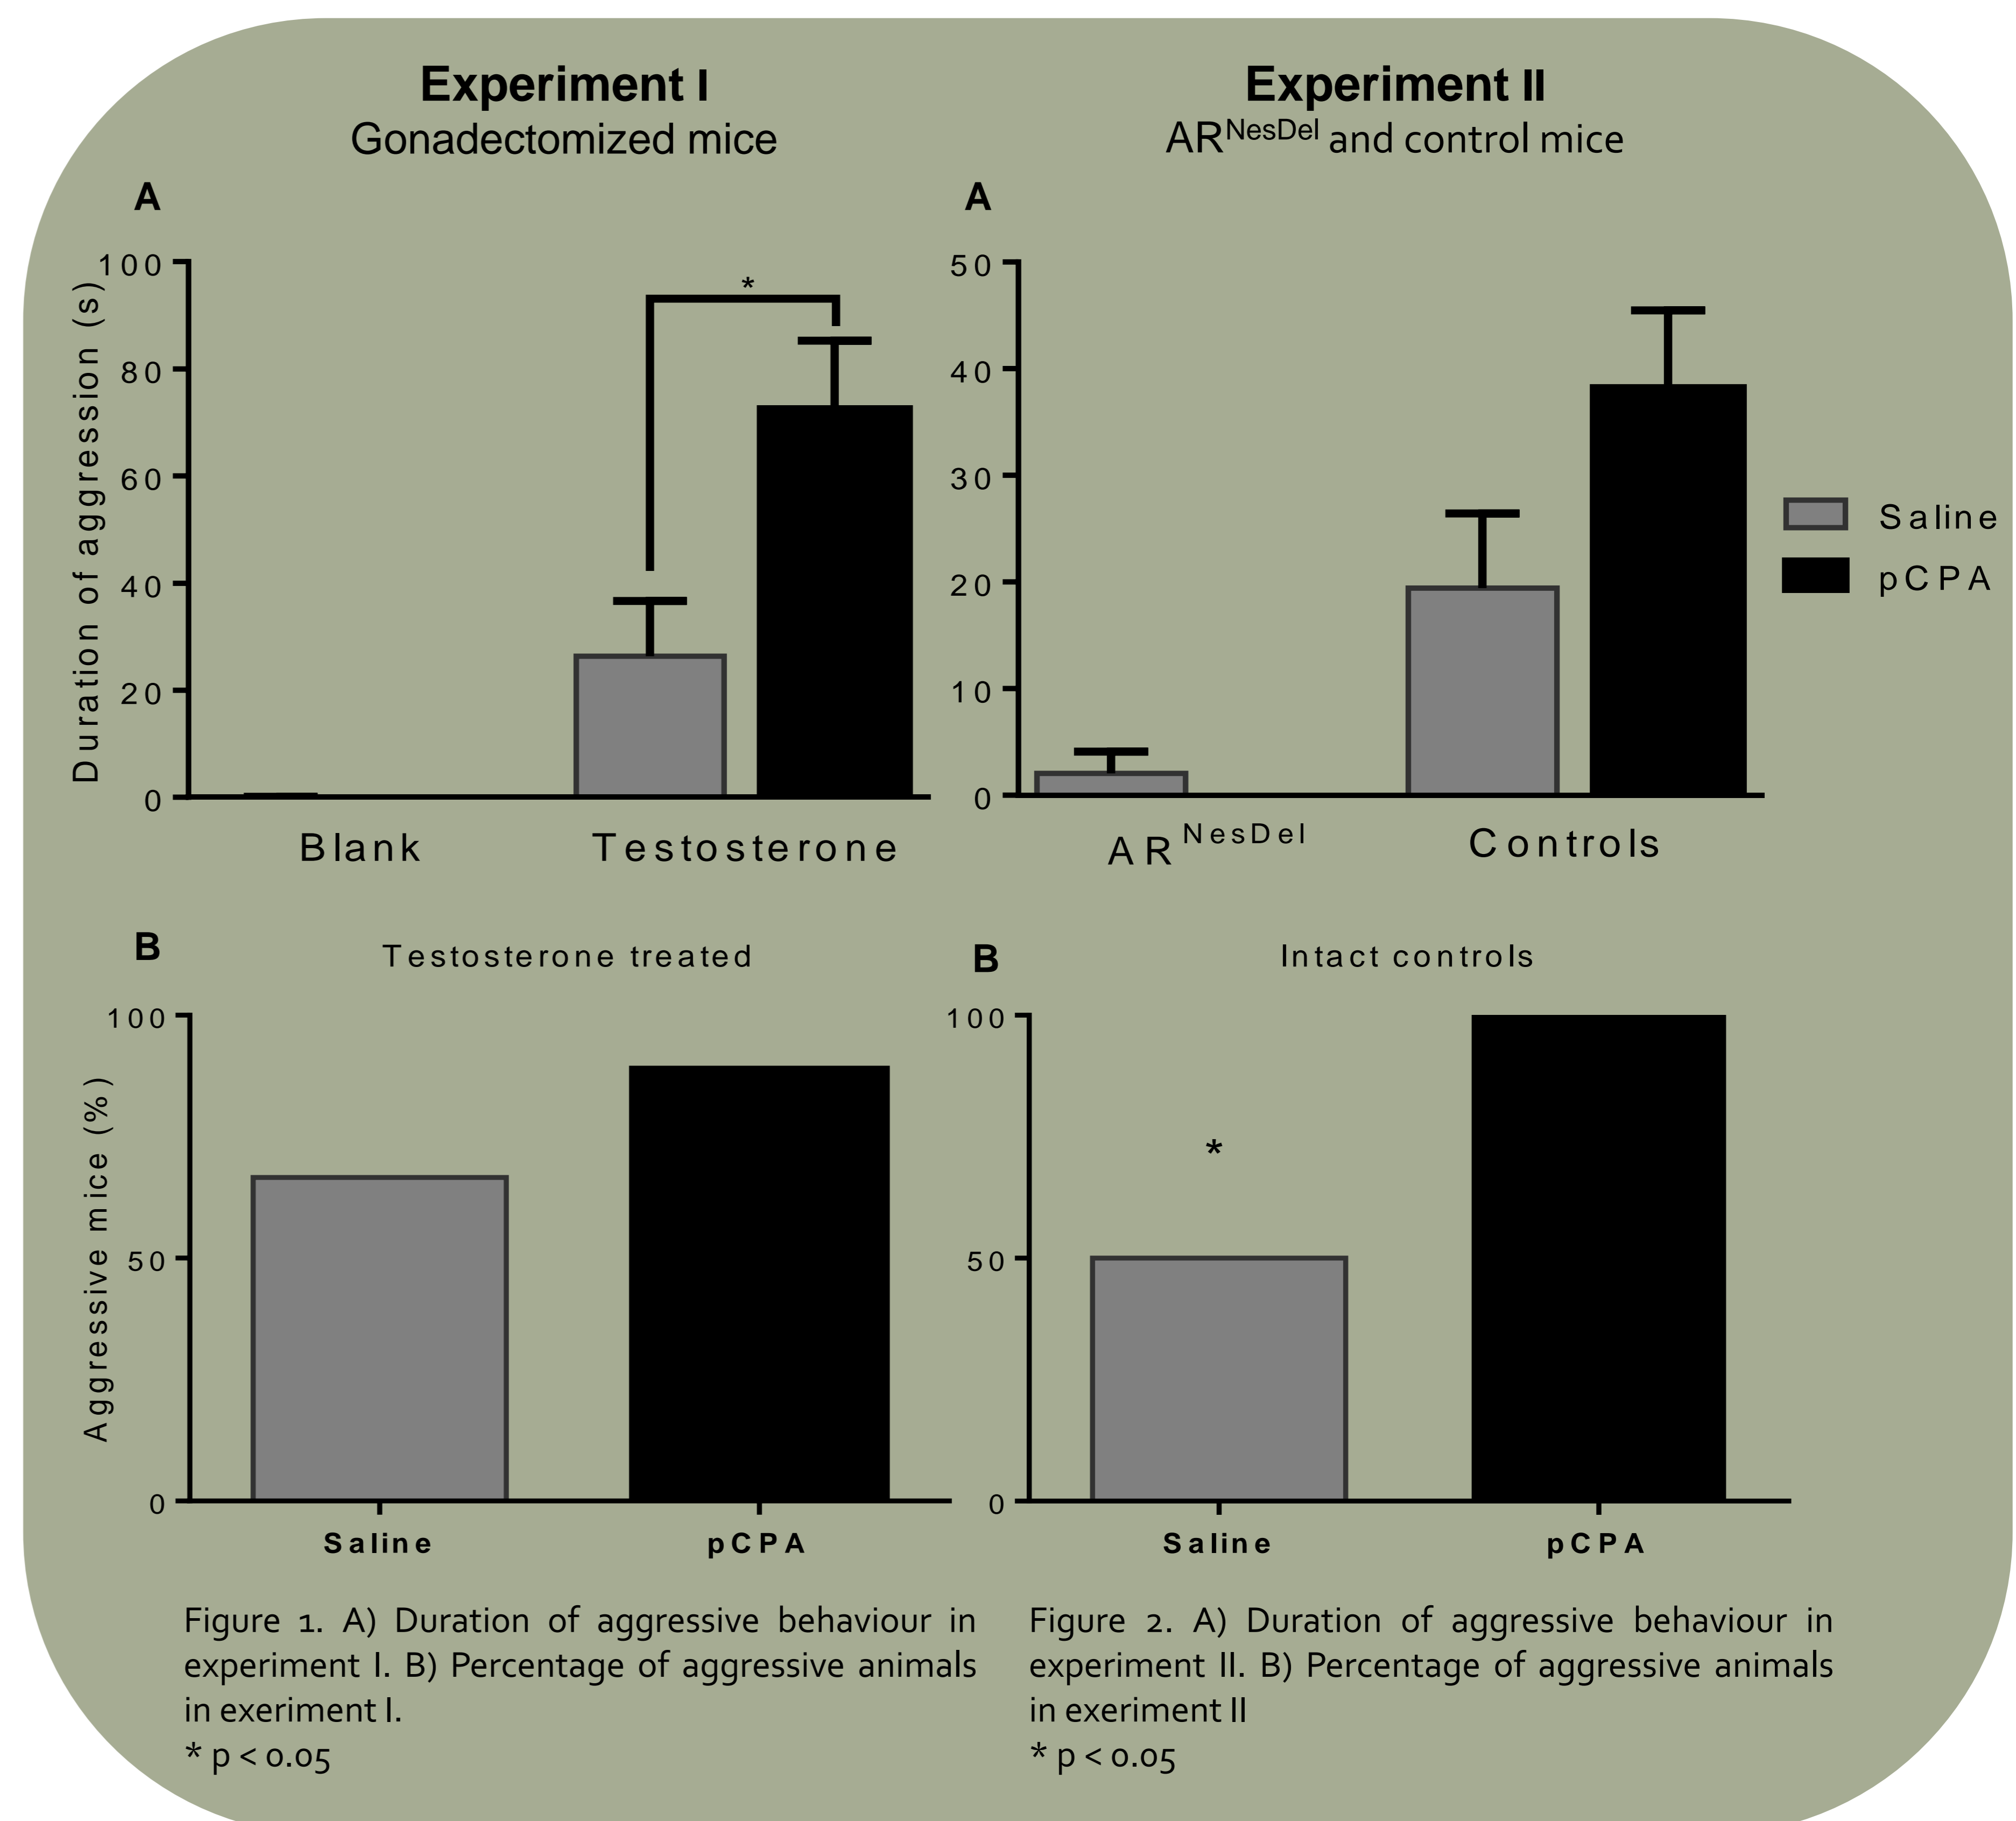 Experiment I
Gonadectomized mice
A
Duration of aggression (s)
100
80
60
40
20
0
*
Blank
Testosterone
Experiment II
AR^NesDel and control mice
A
50
40
30
20
10
0
AR^NesDel
Controls
Saline
pCPA
B
Testosterone treated
Aggressive mice (%)
100
50
0
Saline
pCPA
B
Intact controls
100
50
0
*
Saline
pCPA
Figure 1. A) Duration of aggressive behaviour in
experiment I. B) Percentage of aggressive animals
in exeriment I.
* p < 0.05
Figure 2. A) Duration of aggressive behaviour in
experiment II. B) Percentage of aggressive animals
in exeriment II
* p < 0.05